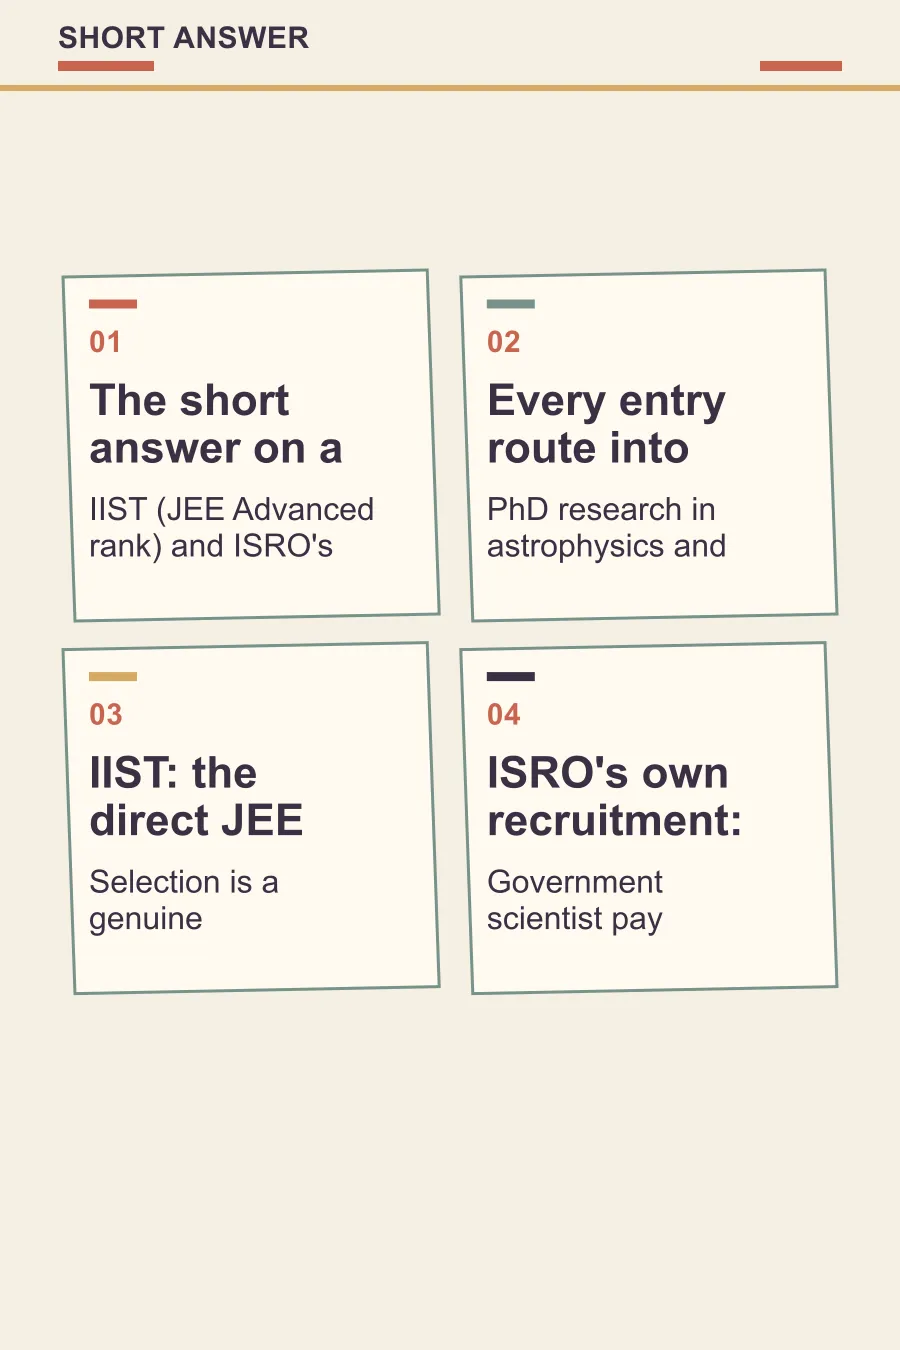 SHORT ANSWER
01
The short
answer on a
IIST (JEE Advanced
rank) and ISRO's
02
Every entry
route into
PhD research in
astrophysics and
03
IIST: the
direct JEE
Selection is a
genuine
04
ISRO's own
recruitment:
Government
scientist pay